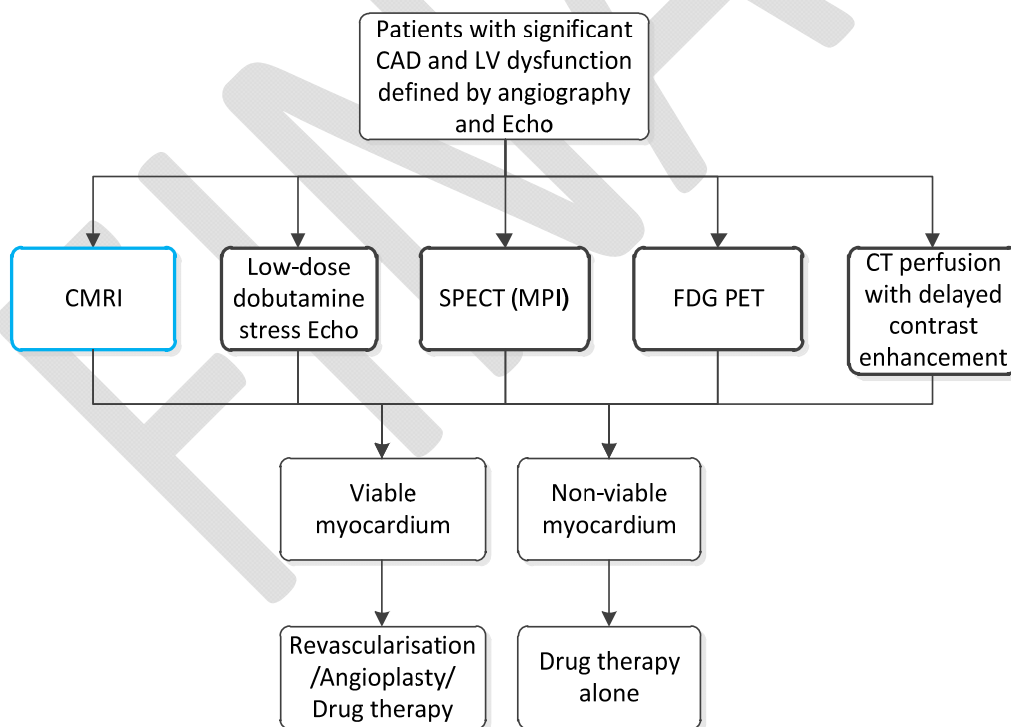 Patients with significant
CAD and LV dysfunction
defined by angiography
and Echo
CMRI
Low-dose
dobutamine
stress Echo
SPECT (MPI)
FDG PET
CT perfusion
with delayed
contrast
enhancement
Viable
myocardium
Non-viable
myocardium
Revascularisation
/Angioplasty/
Drug therapy
Drug therapy
alone